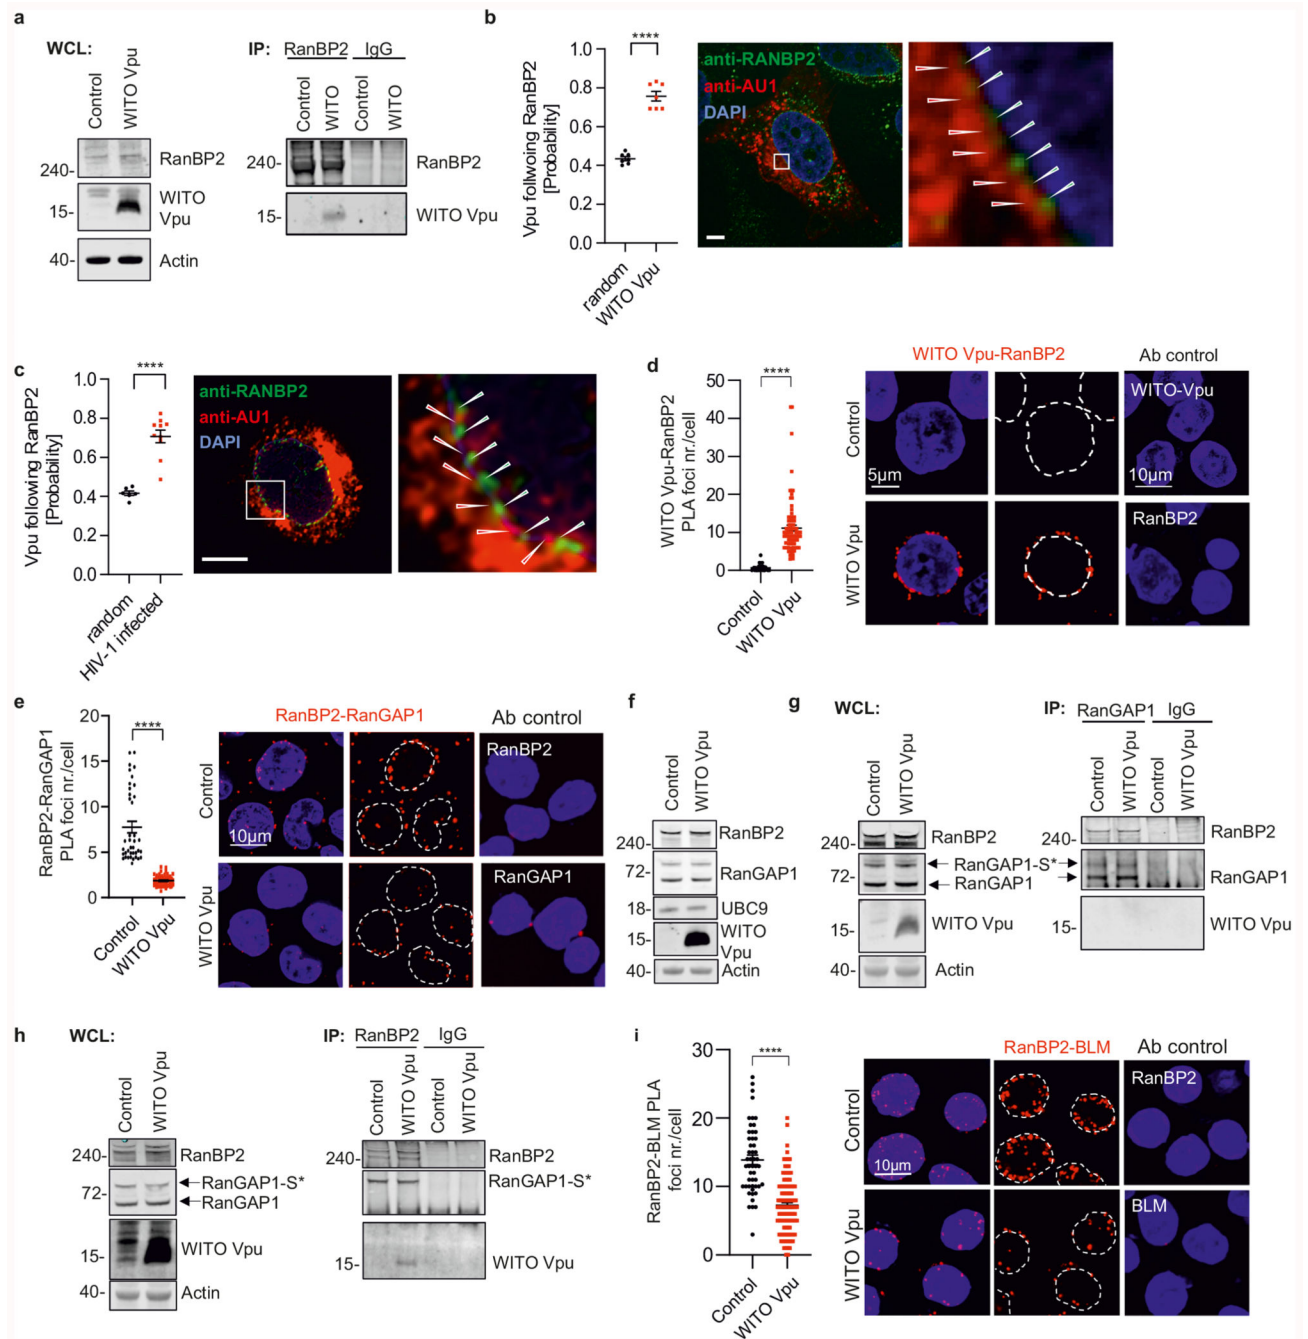 a
WCL:
Control
WITO Vpu
240-
RanBP2
15-
WITO
Vpu
40-
Actin
IP:
RanBP2
IgG
Control
WITO
Control
WITO
240-
RanBP2
15-
WITO Vpu
b
Vpu follwoing RanBP2
[Probability]
1.0
0.8
0.6
0.4
0.2
0.0
****
random
WITO Vpu
anti-RANBP2
anti-AU1
DAPI
c
Vpu following RanBP2
[Probability]
1.0
0.8
0.6
0.4
0.2
0.0
****
random
HIV-1 infected
anti-RANBP2
anti-AU1
DAPI
d
WITO Vpu-RanBP2
PLA foci nr./cell
50
40
30
20
10
0
****
Control
WITO Vpu
WITO Vpu-RanBP2
Ab control
Control
5µm
WITO-Vpu
10µm
WITO Vpu
RanBP2
e
RanBP2-RanGAP1
PLA foci nr./cell
20
15
10
5
0
****
Control
WITO Vpu
RanBP2-RanGAP1
Ab control
Control
10µm
RanBP2
WITO Vpu
RanGAP1
f
Control
WITO Vpu
240-
RanBP2
72-
RanGAP1
18-
UBC9
15-
WITO
Vpu
40-
Actin
g
WCL:
Control
WITO Vpu
240-
RanBP2
72-
RanGAP1-S*
RanGAP1
15-
WITO Vpu
40-
Actin
IP:
RanGAP1
IgG
Control
WITO Vpu
Control
WITO Vpu
240-
RanBP2
RanGAP1
15-
WITO Vpu
h
WCL:
Control
WITO Vpu
240-
RanBP2
72-
RanGAP1-S*
RanGAP1
15-
WITO Vpu
40-
Actin
IP:
RanBP2
IgG
Control
WITO Vpu
Control
WITO Vpu
240-
RanBP2
RanGAP1-S*
15-
WITO Vpu
i
RanBP2-BLM PLA
foci nr./cell
30
20
10
0
****
Control
WITO Vpu
RanBP2-BLM
Ab control
Control
10µm
RanBP2
WITO Vpu
BLM